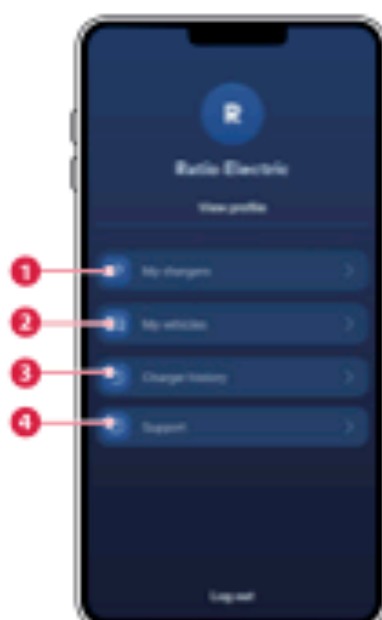 R
Ratio Electric
View profile
1 My chargers
2 My vehicles
3 Charger history
4 Support
Log out